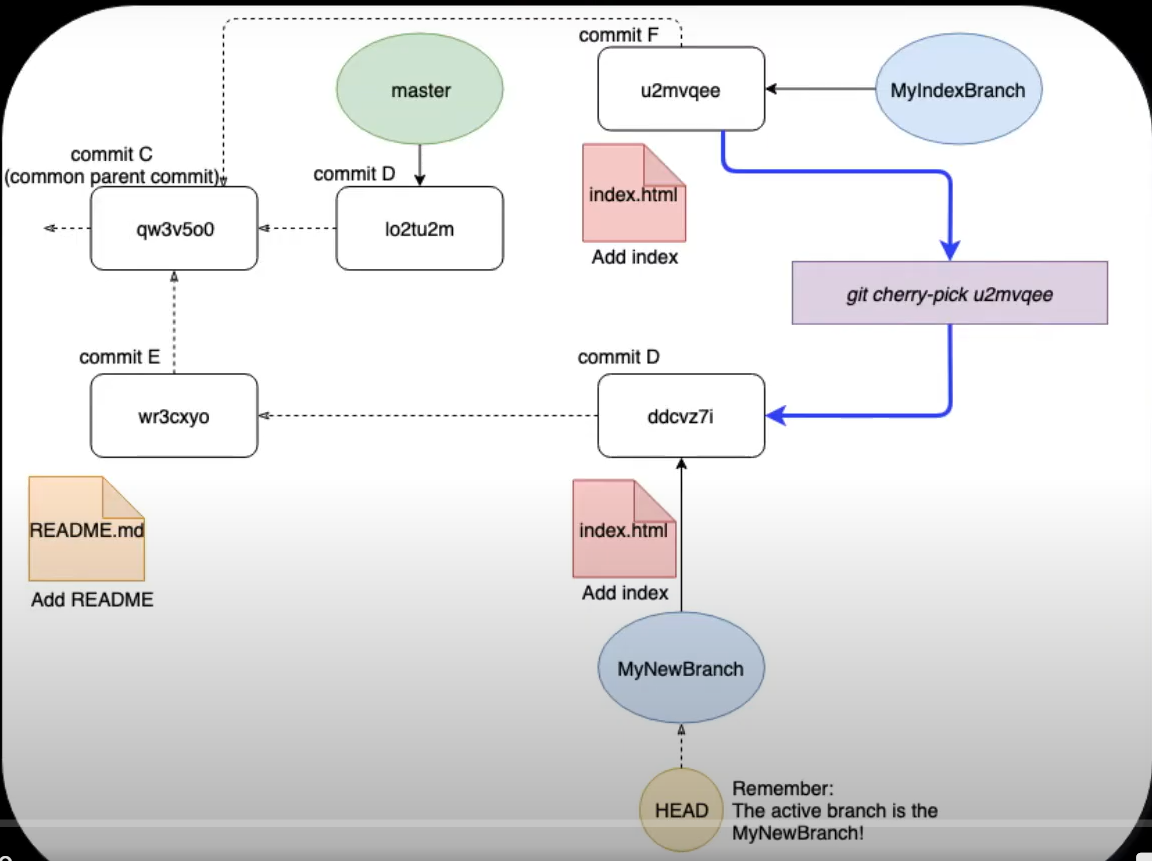 commit F
master
u2mvqee
MyIndexBranch
commit C
(common parent commit)
commit D
qw3v5o0
lo2tu2m
index.html
Add index
git cherry-pick u2mvqee
commit E
commit D
wr3cxyo
ddcvz7i
README.md
index.html
Add README
Add index
MyNewBranch
HEAD
Remember:
The active branch is the
MyNewBranch!